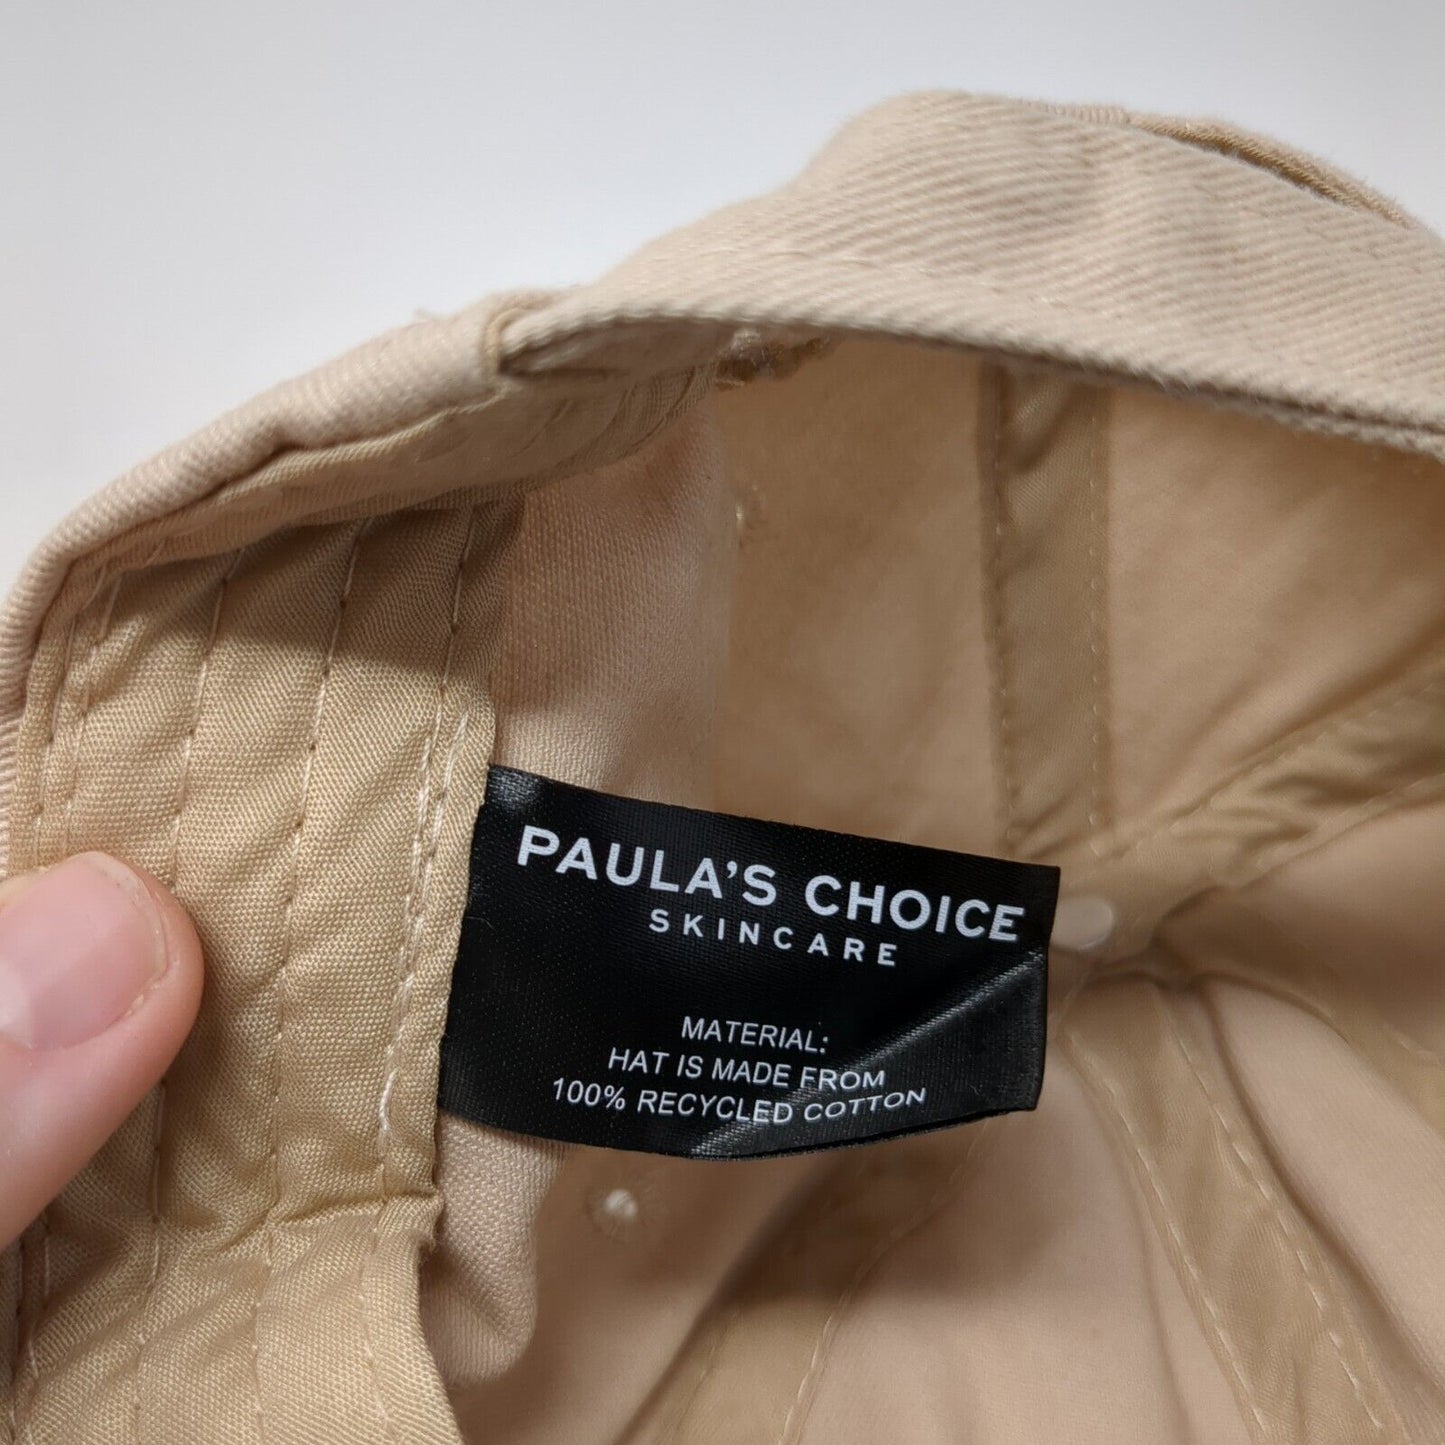 PAULA'S CHOICE
SKINCARE
MATERIAL:
HAT IS MADE FROM
100% RECYCLED COTTON